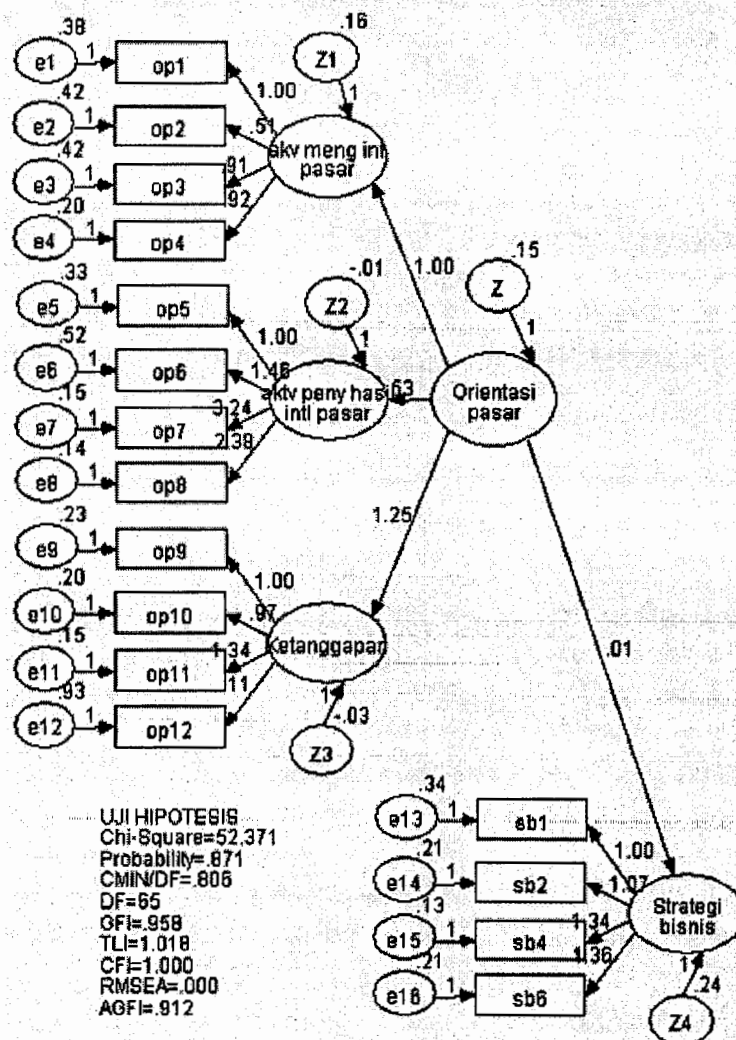 .38
e1 1 op1
.42
e2 1 op2
.42
e3 1 op3
.20
e4 1 op4
.33
e5 1 op5
.52
e6 1 op6
.15
e7 1 op7
.14
e8 1 op8
.23
e9 1 op9
.20
e10 1 op10
.15
e11 1 op11
.93
e12 1 op12
.16
Z1
1
1.00
.51
.91
.92
akv meng inti
pasar
-.01
Z2
1
1.00
1.46
3.24
2.38
aktv peny hasi
inti pasar
1.00
.97
1.34
.11
Ketanggapan
1
-.03
Z3
.15
Z
1
Orientasi
pasar
1.00
.63
1.25
.01
.34
e13 1 sb1
.21
e14 1 sb2
.13
e15 1 sb4
.21
e16 1 sb6
1.00
1.07
1.34
1.36
Strategi
bisnis
1
.24
Z4
UJI HIPOTESIS
Chi-Square=52,371
Probability=.871
CMIN/DF=.806
DF=65
GFI=.958
TLI=1.018
CFI=1.000
RMSEA=.000
AGFI=.912